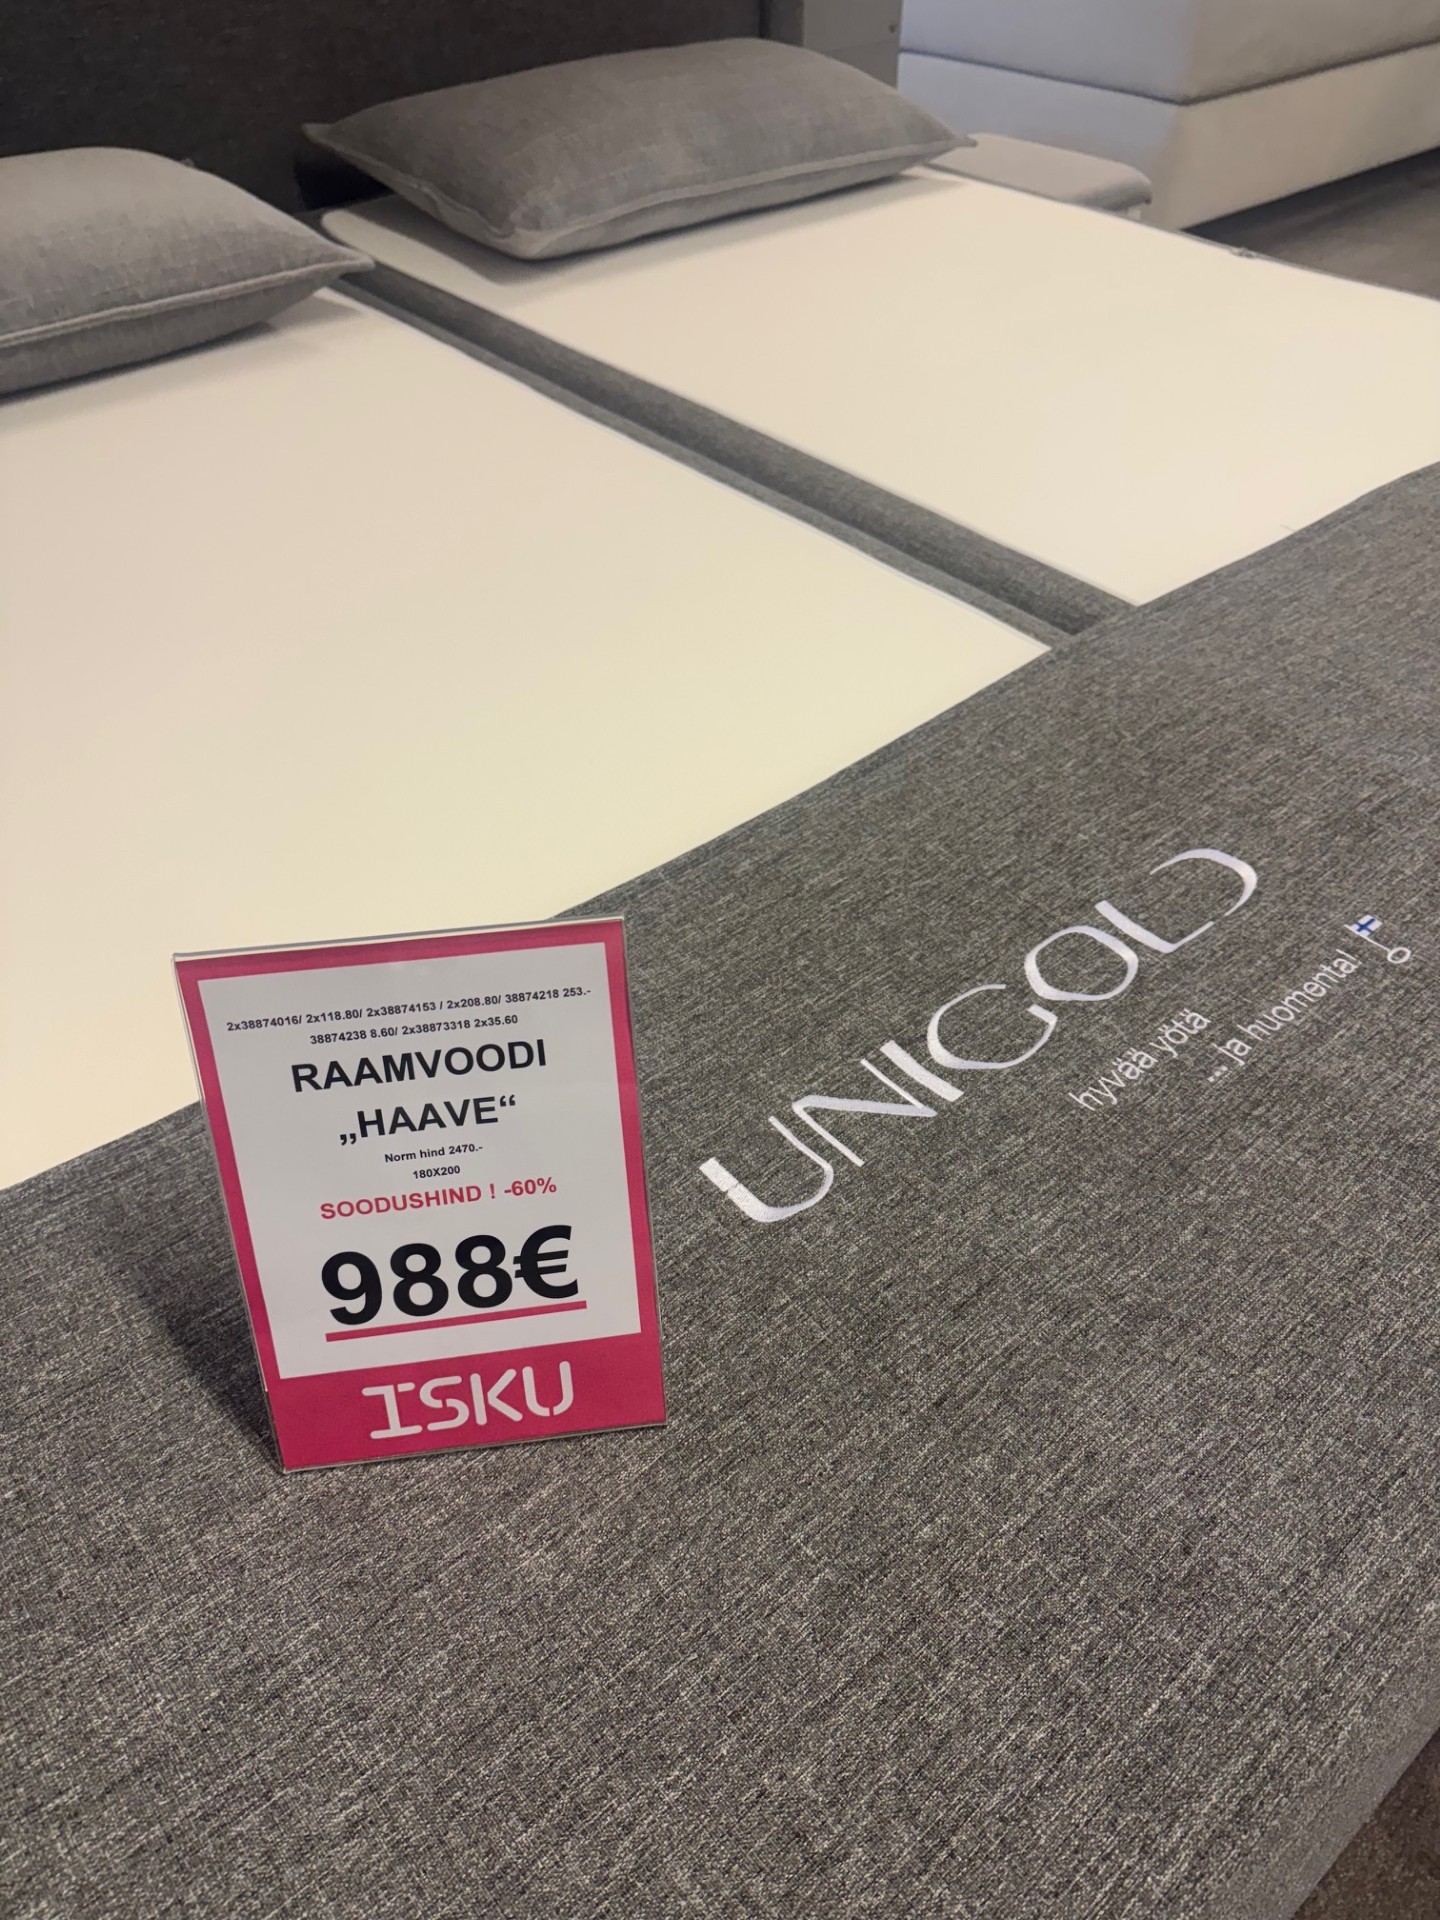 2x38874016/ 2x118.80/ 2x38874153 / 2x208.80/ 38874218 253.-
38874238 8.60/ 2x38873318 2x35.60
RAAMVOODI
„HAAVE“
Norm hind 2470.-
180X200
SOODUSHIND ! -60%
988€
ISKU
UNIGOLD
hyvää yötä
... ja huomenta!